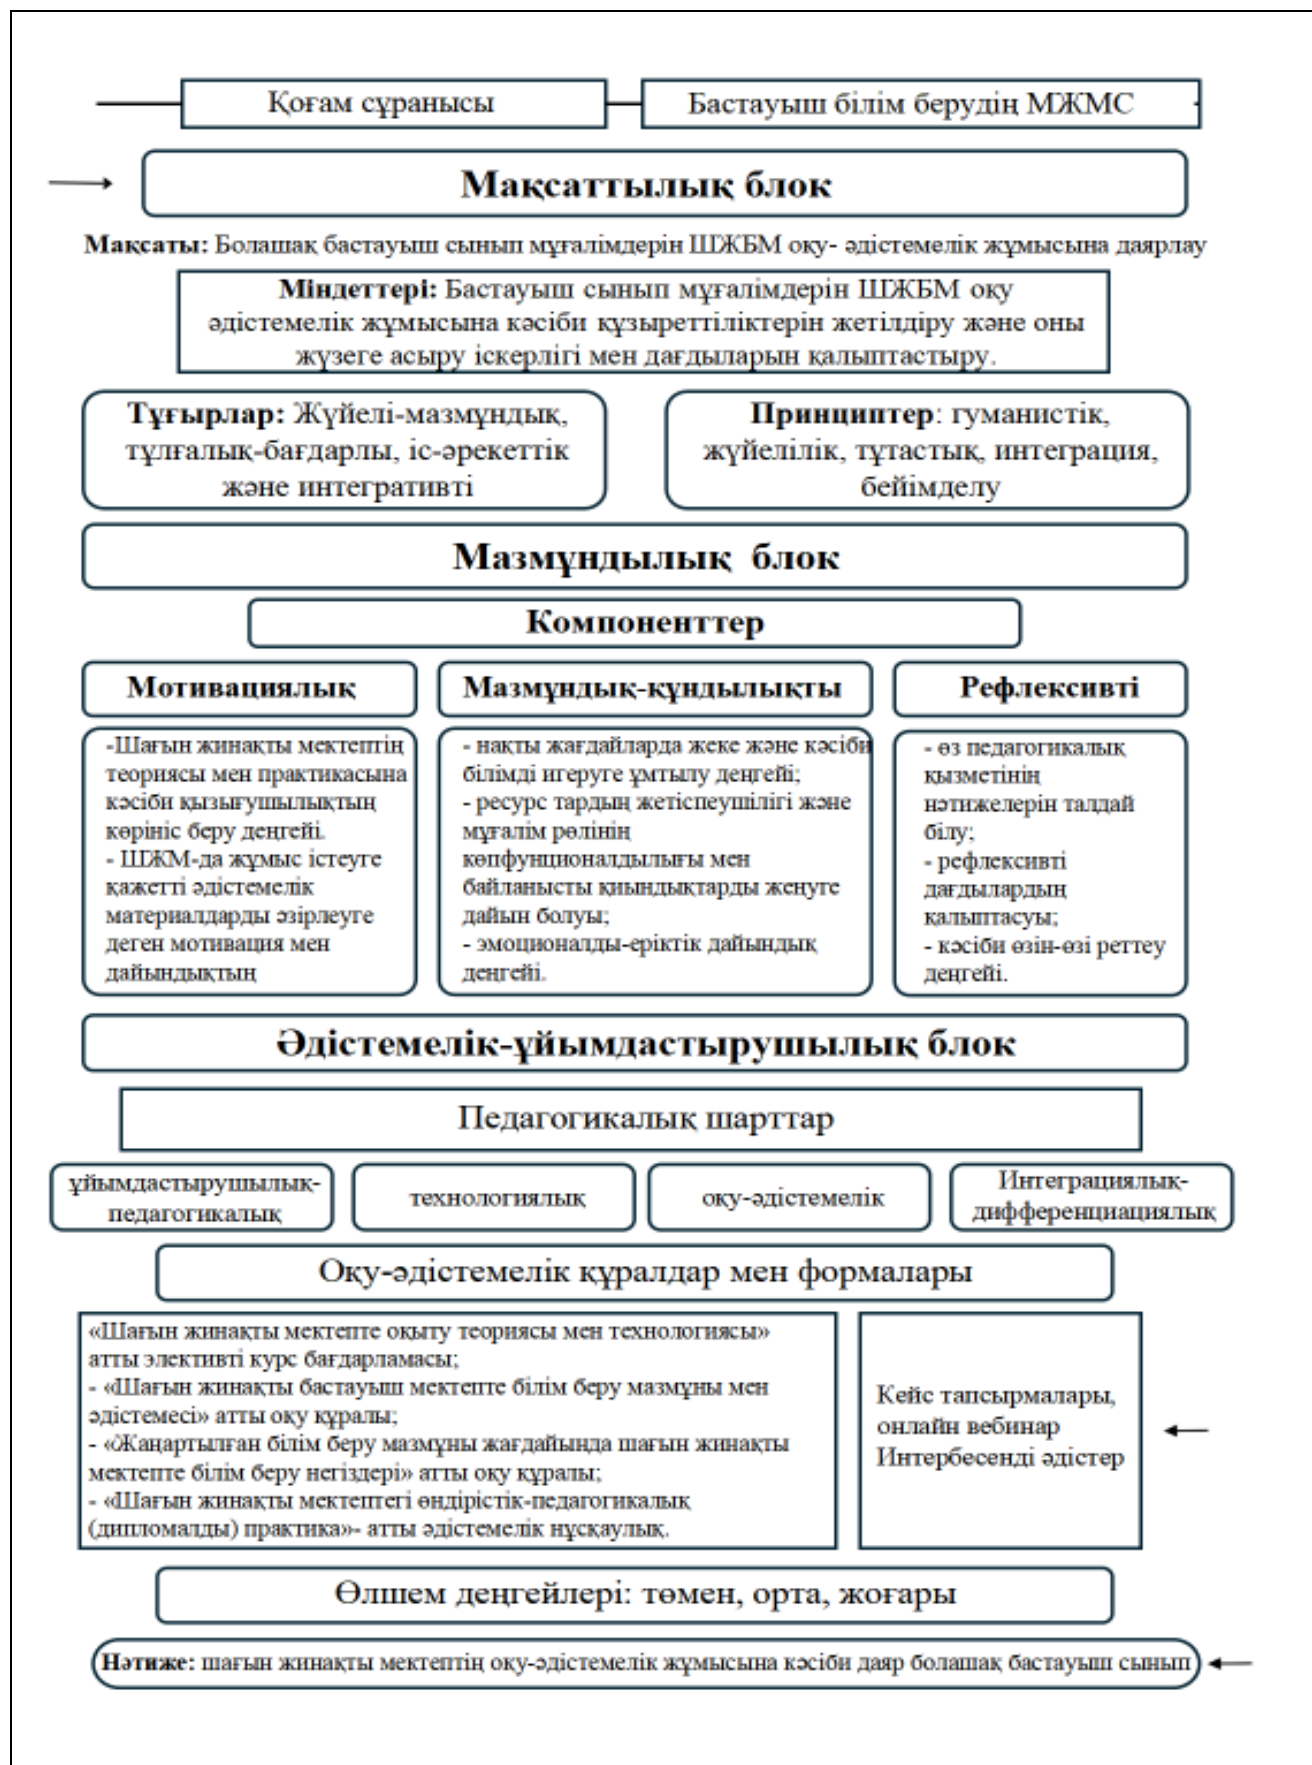 Қоғам сұранысы
Бастауыш білім берудің МЖМС
Мақсаттылық блок
Мақсаты: Болашақ бастауыш сынып мұғалімдерін ШЖБМ оқу- әдістемелік жұмысына даярлау
Міндеттері: Бастауыш сынып мұғалімдерін ШЖБМ оқу
әдістемелік жұмысына кәсіби құзыреттіліктерін жетілдіру және оны
жүзеге асыру іскерлігі мен дағдыларын қалыптастыру.
Тұғырлар: Жүйелі-мазмұндық,
тұлғалық-бағдарлы, іс-әрекеттік
және интегративті
Принциптер: гуманистік,
жүйелілік, тұтастық, интеграция,
бейімделу
Мазмұндылық блок
Компоненттер
Мотивациялық
-Шағын жинақты мектептің
теориясы мен практикасына
кәсіби қызығушылықтың
көрініс беру деңгейі.
- ШЖМ-да жұмыс істеуге
қажетті әдістемелік
материалдарды әзірлеуге
деген мотивация мен
дайындықтың
Мазмұндық-құндылықты
- нақты жағдайларда жеке және кәсіби
білімді игеруге ұмтылу деңгейі;
- ресурс тардың жетіспеушілігі және
мұғалім рөлінің
көпфунционалдылығы мен
байланысты қиындықтарды жеңуге
дайын болуы;
- эмоционалды-еріктік дайындық
деңгейі.
Рефлексивті
- өз педагогикалық
қызметінің
нәтижелерін талдай
білу;
- рефлексивті
дағдылардың
қалыптасуы;
- кәсіби өзін-өзі реттеу
деңгейі.
Әдістемелік-ұйымдастырушылық блок
Педагогикалық шарттар
ұйымдастырушылық-
педагогикалық
технологиялық
оқу-әдістемелік
Интеграциялық-
дифференциациялық
Оқу-әдістемелік құралдар мен формалары
«Шағын жинақты мектепте оқыту теориясы мен технологиясы»
атты элективті курс бағдарламасы;
- «Шағын жинақты бастауыш мектепте білім беру мазмұны мен
әдістемесі» атты оқу құралы;
- «Жаңартылған білім беру мазмұны жағдайында шағын жинақты
мектепте білім беру негіздері» атты оқу құралы;
- «Шағын жинақты мектептегі өндірістік-педагогикалық
(дипломалды) практика»- атты әдістемелік нұсқаулық.
Кейс тапсырмалары,
онлайн вебинар
Интербесенді әдістер
Өлшем деңгейлері: төмен, орта, жоғары
Нәтиже: шағын жинақты мектептің оқу-әдістемелік жұмысына кәсіби даяр болашақ бастауыш сынып